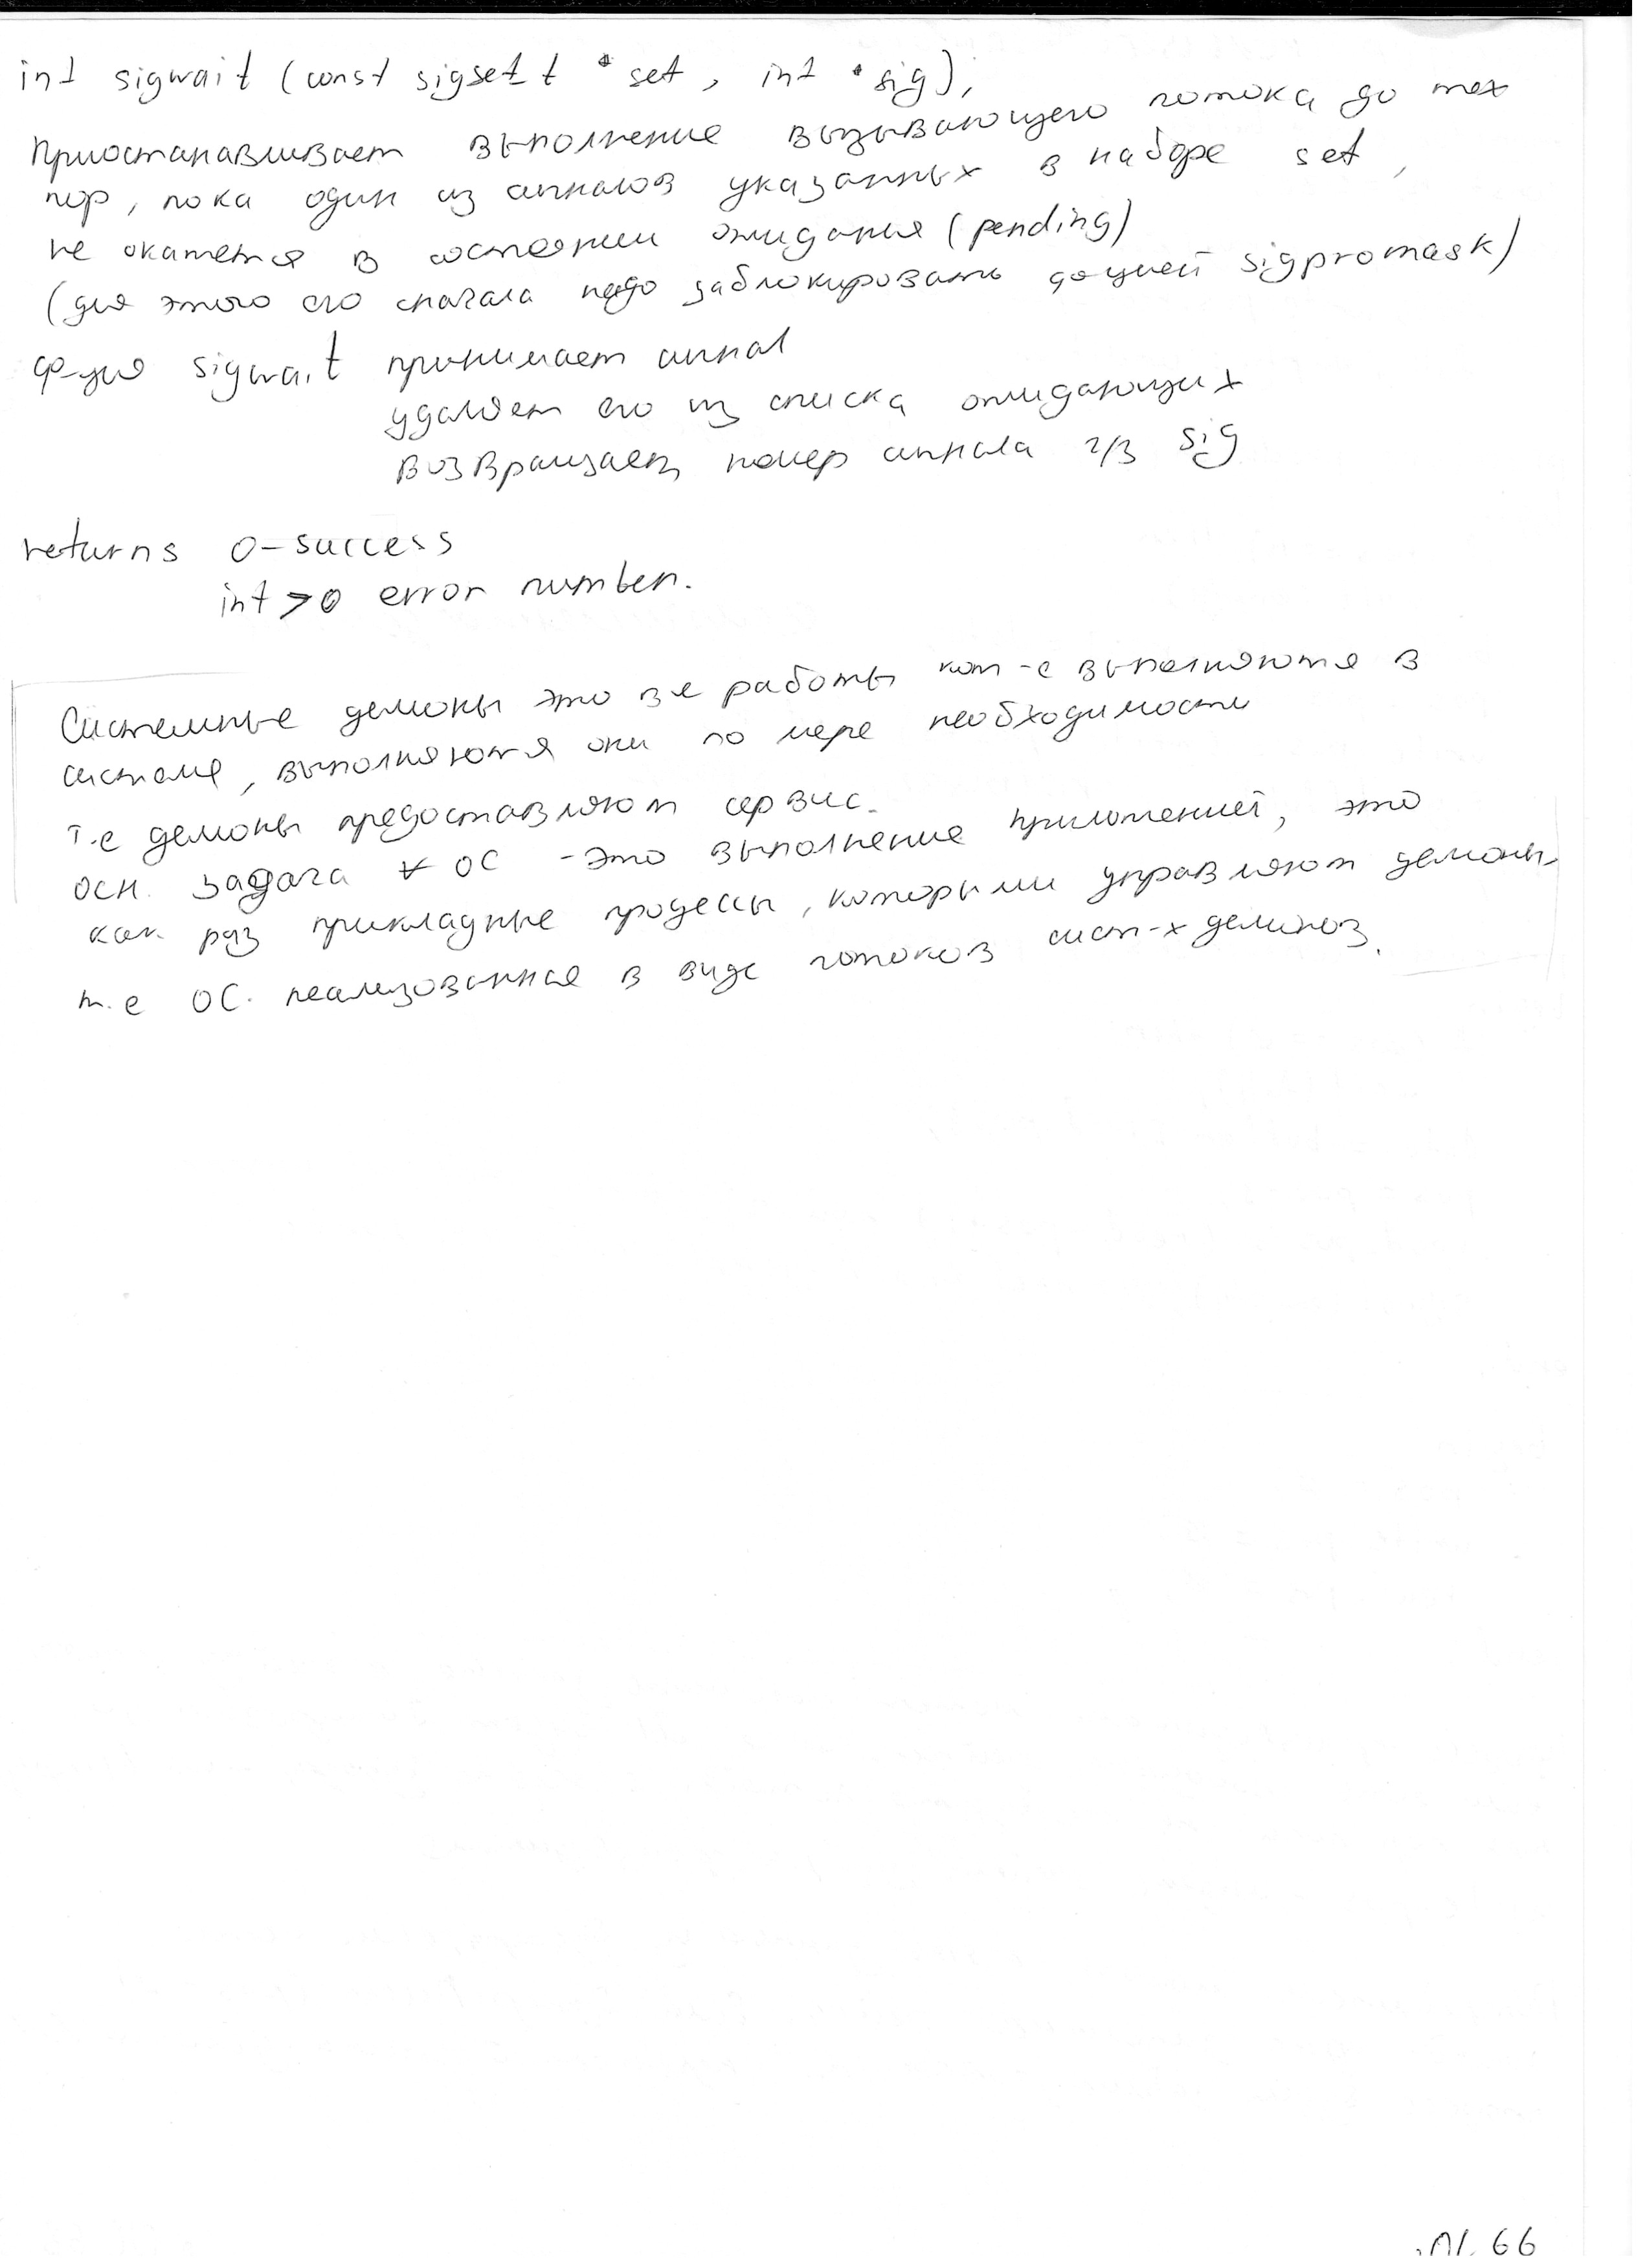 int sigwait (const sigset t * set, int * sig);
приостанавливает выполнение вызывающего потока до тех
пор, пока один из сигналов указанных в наборе set,
не окажется в состоянии ожидания (pending)
(для этого его сначала надо заблокировать ф-цией sigpromask)
ф-ция sigwait принимает сигнал
удаляет его из списка ожидающих
возвращает номер сигнала ч/з sig
returns 0 - success
int > 0 error number.
Системные демоны это все работы кот-е выполняются в
системе, выполняются они по мере необходимости
т.е демоны предоставляют сервис.
осн. задача ∀ ОС - это выполнение приложений, это
как раз прикладные процессы, которыми управляют демоны,
т.е ОС. реализованная в виде потоков сист-х демонов.
66